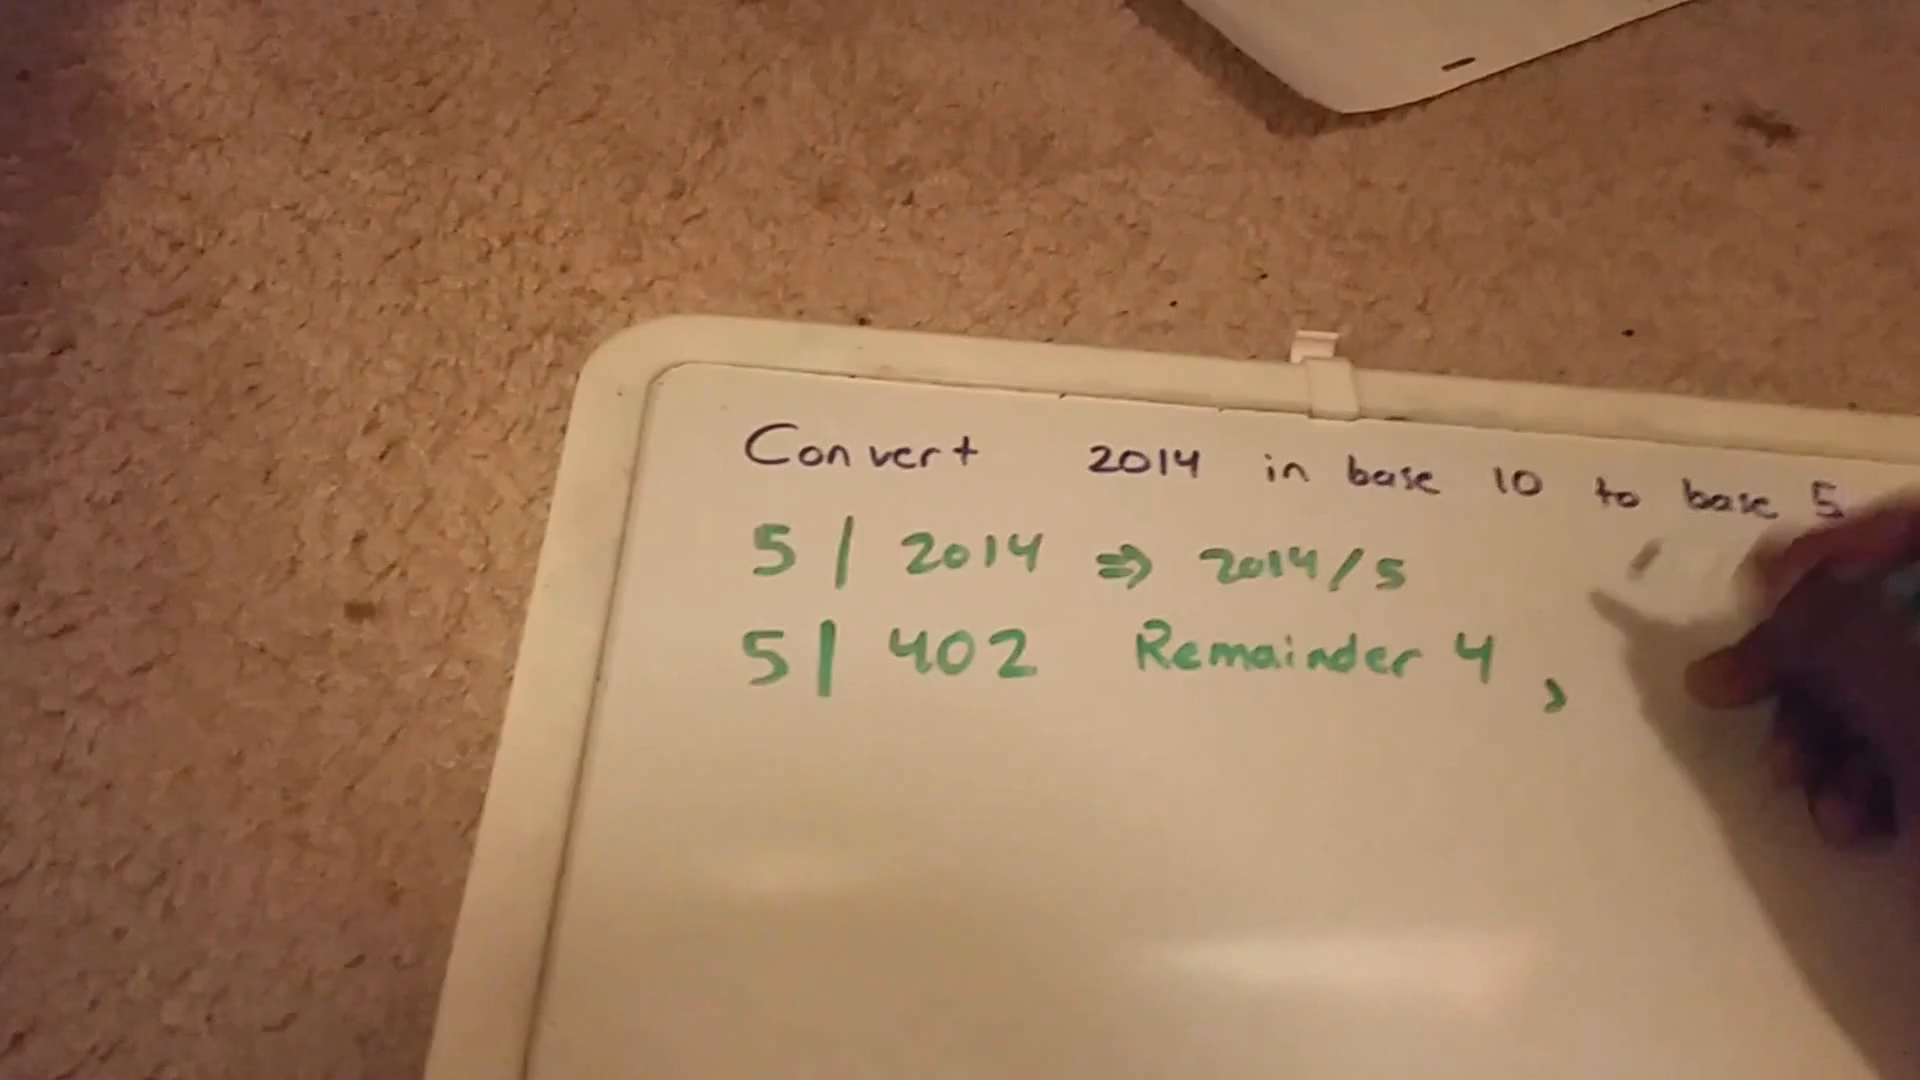 Convert 2014 in base 10 to base 5
5 | 2014 ⇒ 2014/5
5 | 402 Remainder 4 ,